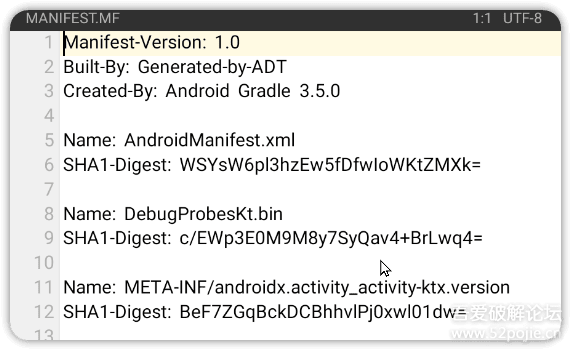 MANIFEST.MF 1:1 UTF-8
1 Manifest-Version: 1.0
2 Built-By: Generated-by-ADT
3 Created-By: Android Gradle 3.5.0
4
5 Name: AndroidManifest.xml
6 SHA1-Digest: WSYsW6pl3hzEw5fDfwIoWKtZMXk=
7
8 Name: DebugProbesKt.bin
9 SHA1-Digest: c/EWp3E0M9M8y7SyQav4+BrLwq4=
10
11 Name: META-INF/androidx.activity_activity-ktx.version
12 SHA1-Digest: BeF7ZGqBckDCBhhvlPj0xwl01dw=
13
吾爱破解论坛
www.52pojie.cn